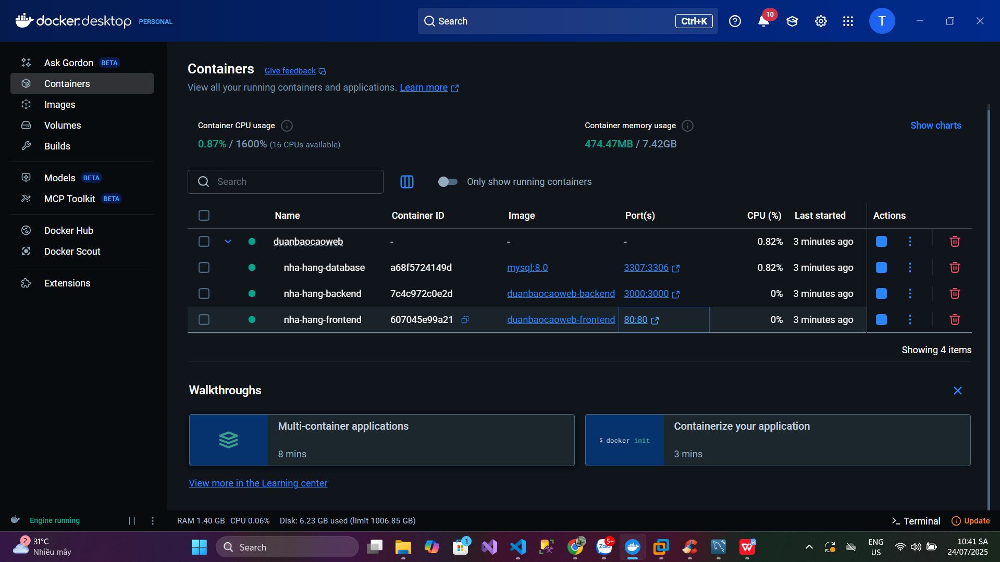 docker.desktop PERSONAL
Search Ctrl+K
10
T
Ask Gordon BETA
Containers
Images
Volumes
Builds
Models BETA
MCP Toolkit BETA
Docker Hub
Docker Scout
Extensions
Containers Give feedback
View all your running containers and applications. Learn more
Container CPU usage
0.87% / 1600% (16 CPUs available)
Container memory usage
474.47MB / 7.42GB
Show charts
Search
Only show running containers
Name Container ID Image Port(s) CPU (%) Last started Actions
duanbaocaoweb - - - 0.82% 3 minutes ago
nha-hang-database a68f5724149d mysql:8.0 3307:3306 0.82% 3 minutes ago
nha-hang-backend 7c4c972c0e2d duanbaocaoweb-backend 3000:3000 0% 3 minutes ago
nha-hang-frontend 607045e99a21 duanbaocaoweb-frontend 80:80 0% 3 minutes ago
Showing 4 items
Walkthroughs
Multi-container applications
8 mins
$ docker init
Containerize your application
3 mins
View more in the Learning center
Engine running
RAM 1.40 GB CPU 0.06% Disk: 6.23 GB used (limit 1006.85 GB)
Terminal
Update
2
31°C
Nhiều mây
Search
1
Zalo
5+
W
ENG
US
10:41 SA
24/07/2025